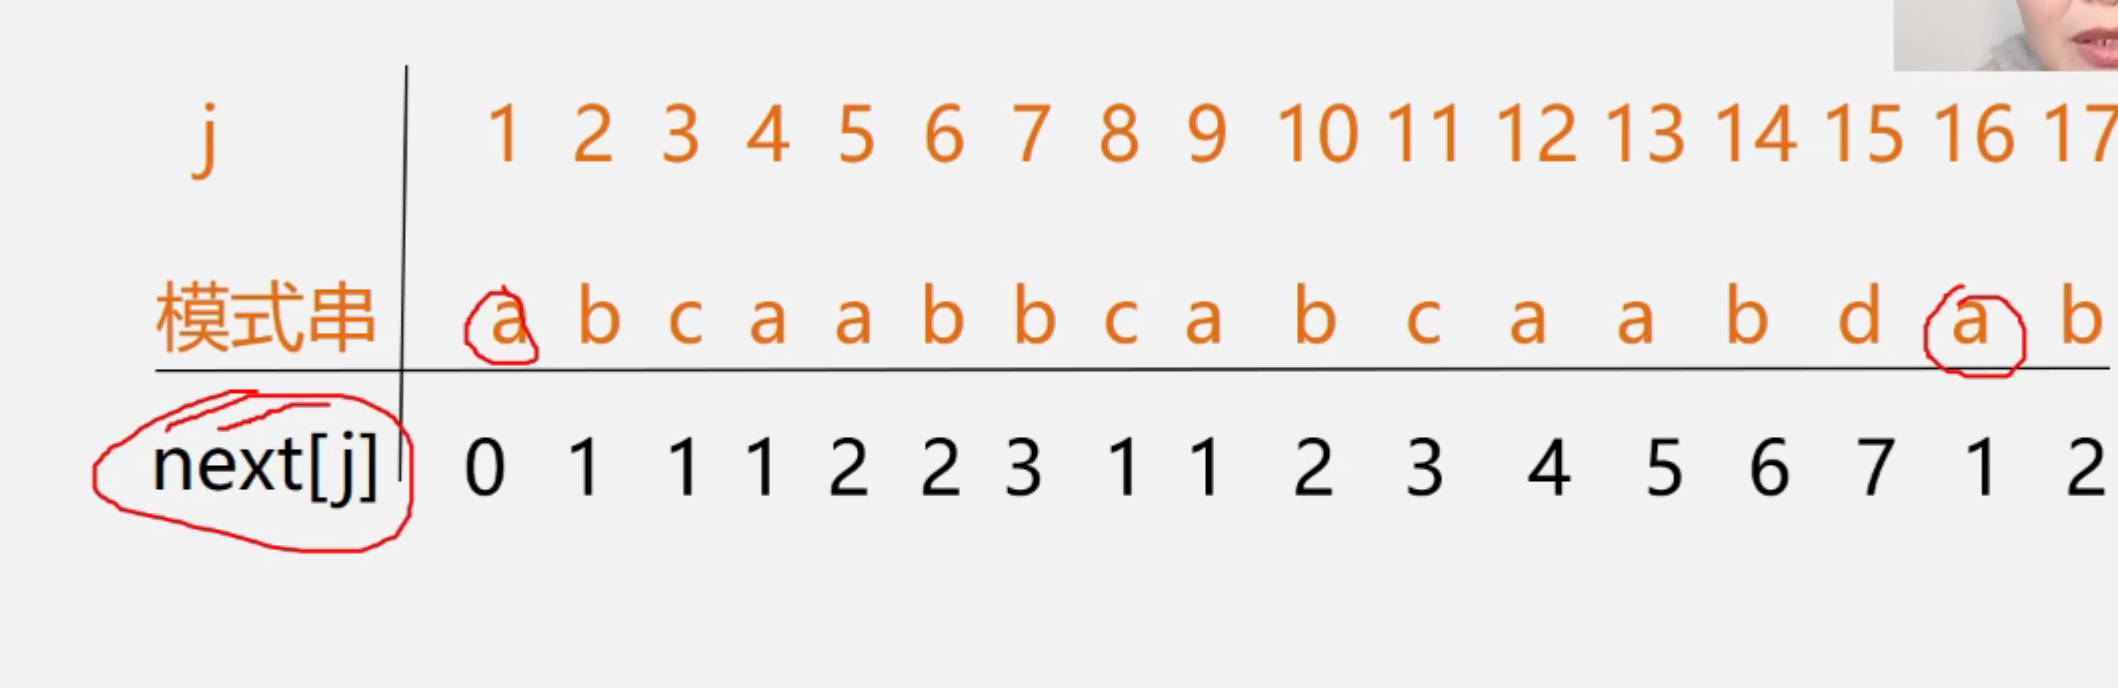 j 1 2 3 4 5 6 7 8 9 10 11 12 13 14 15 16 17
模式串 a b c a a b b c a b c a a b d a b
next[j] 0 1 1 1 2 2 3 1 1 2 3 4 5 6 7 1 2